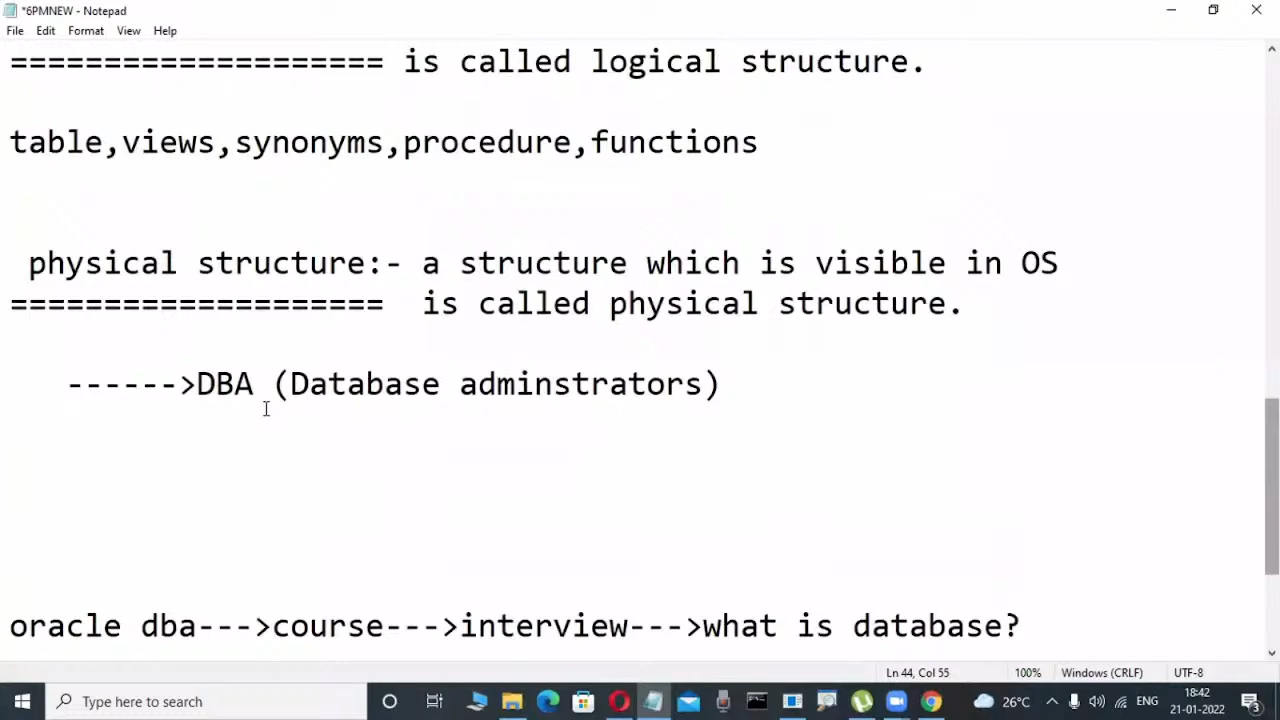 *6PMNEW - Notepad
File Edit Format View Help
==================== is called logical structure.
table,views,synonyms,procedure,functions
physical structure:- a structure which is visible in OS
==================== is called physical structure.
------>DBA (Database adminstrators)
oracle dba--->course--->interview--->what is database?
Ln 44, Col 55 100% Windows (CRLF) UTF-8
Type here to search 26°C ENG 18:42
21-01-2022 3